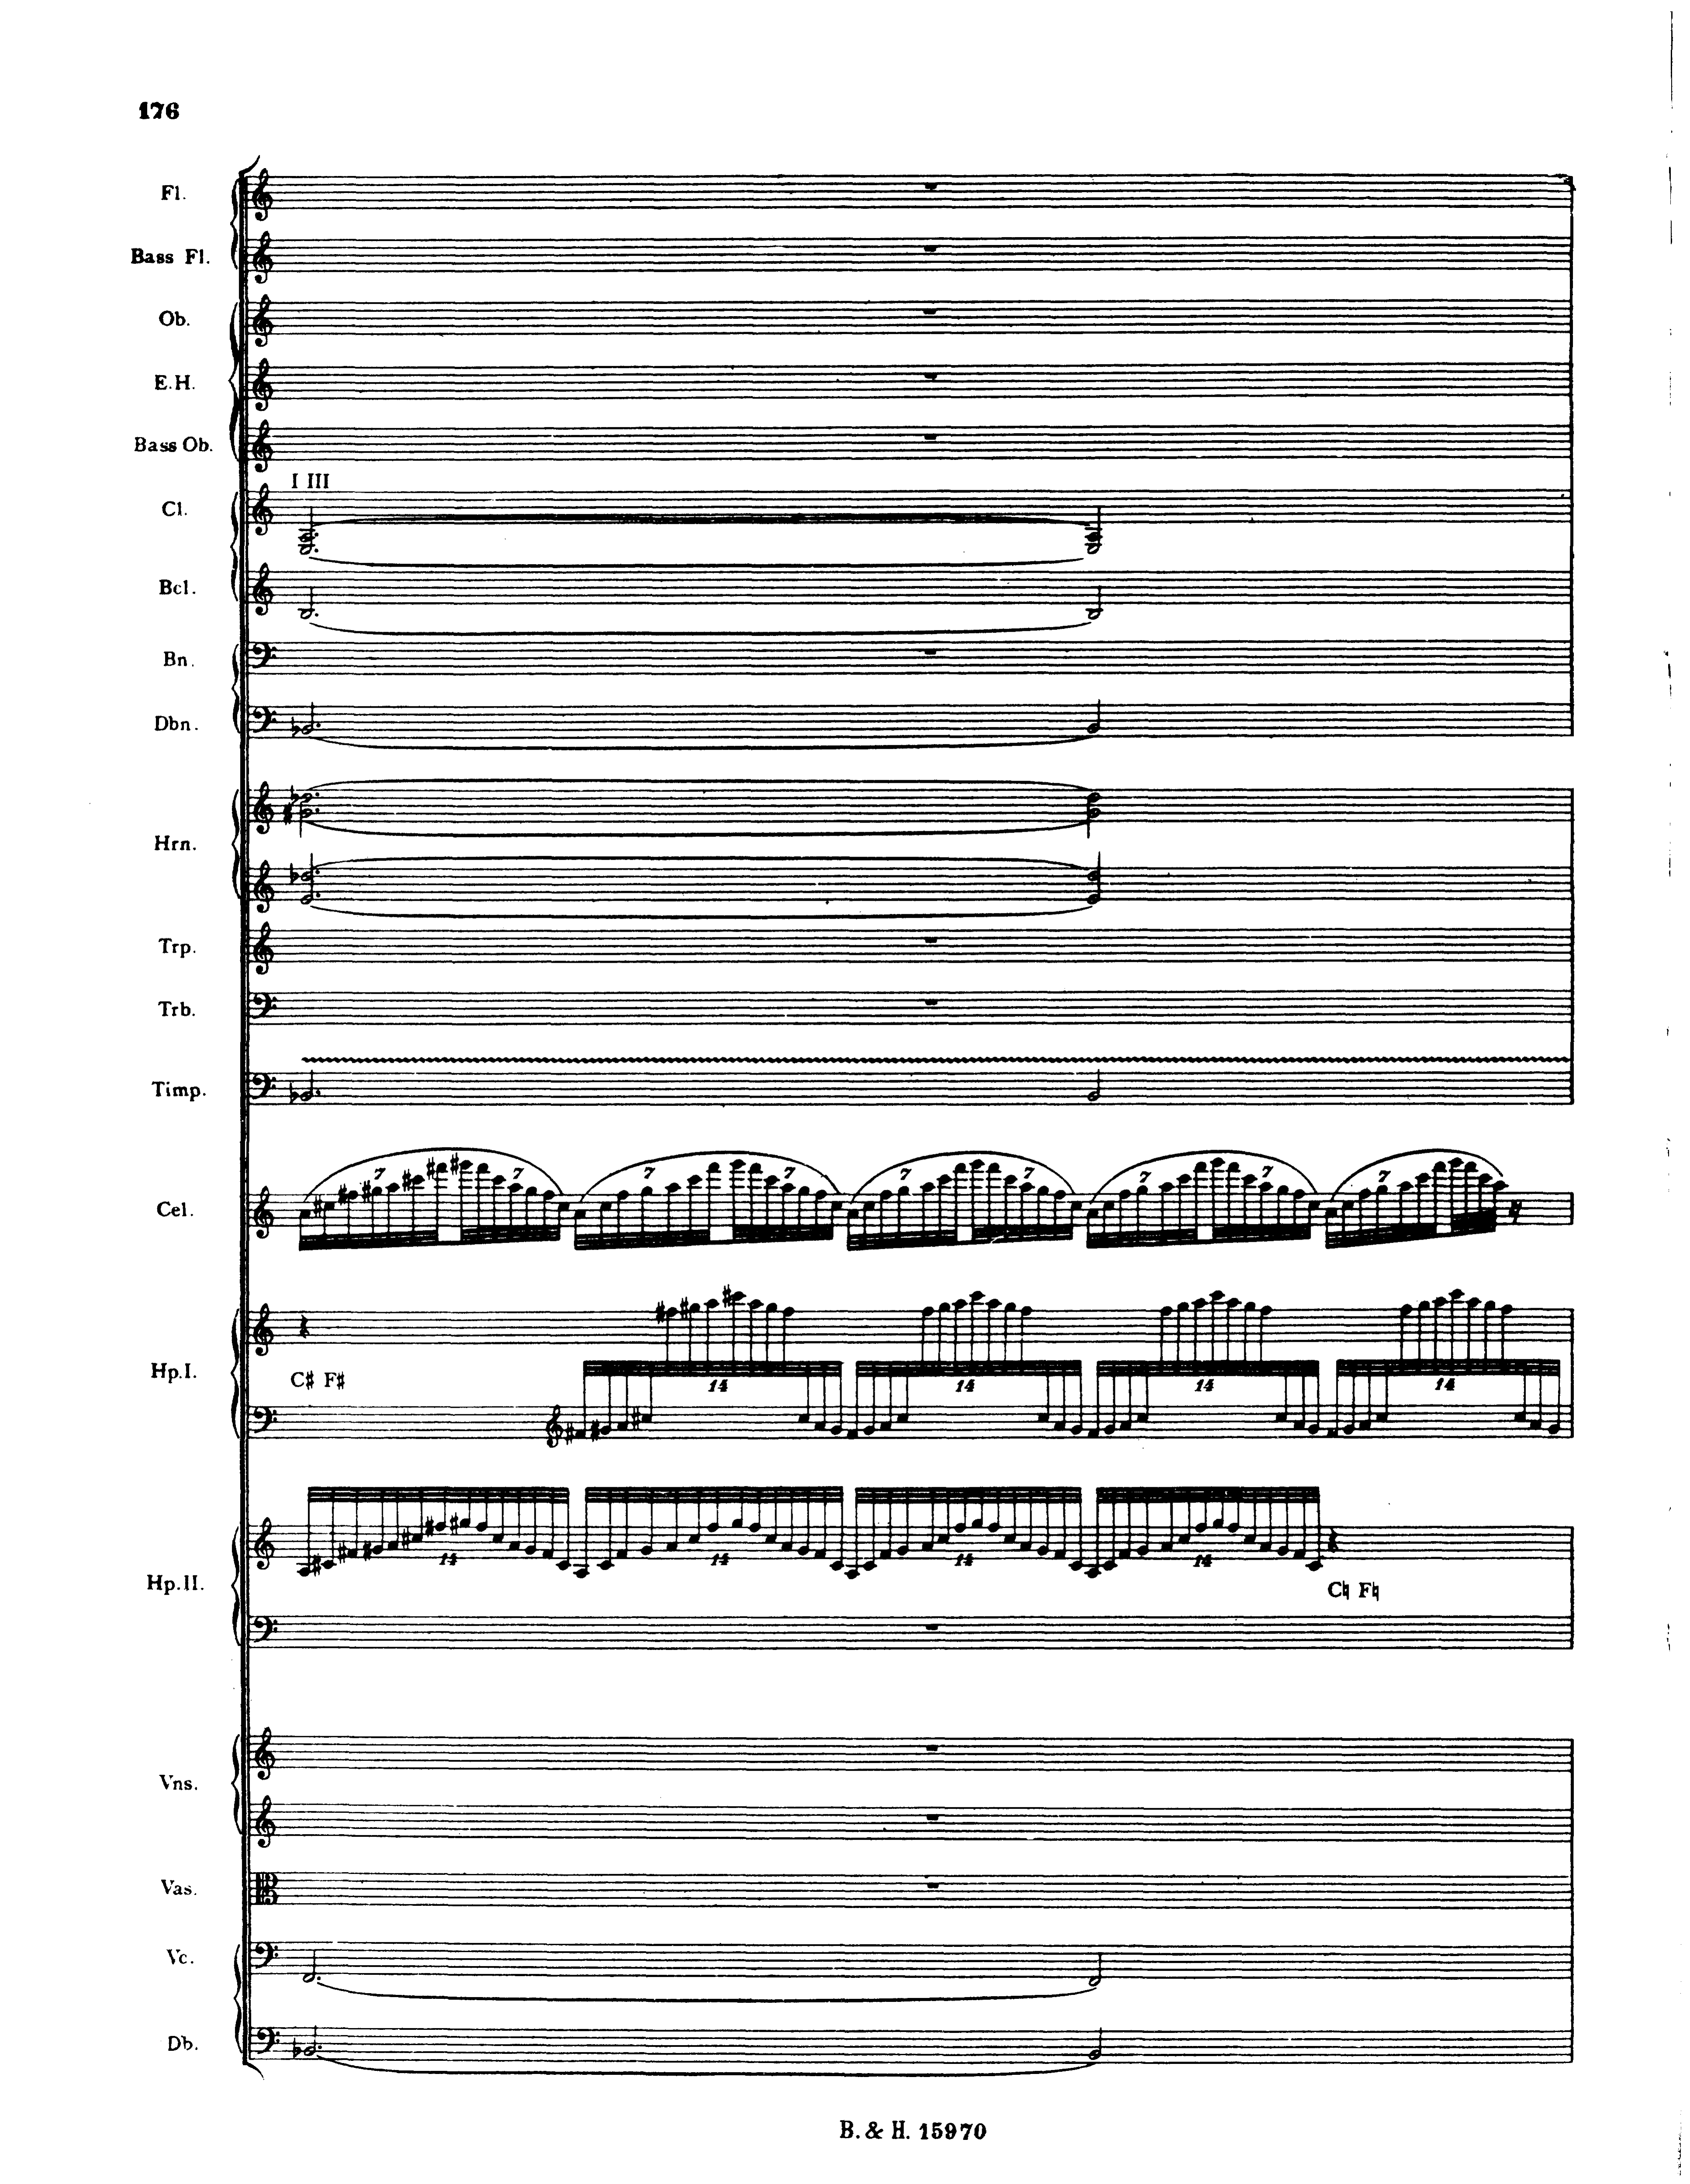 176
Fl.
Bass Fl.
Ob.
E.H.
Bass Ob.
I III
Cl.
Bcl.
Bn.
Dbn.
Hrn.
Trp.
Trb.
Timp.
7 7 7 7 7 7 7 7 7
Cel.
Hp.I.
C♯ F♯
14 14 14 14
14 14 14 14
Hp.II.
C♮ F♮
Vns.
Vas.
Vc.
Db.
B. & H. 15970